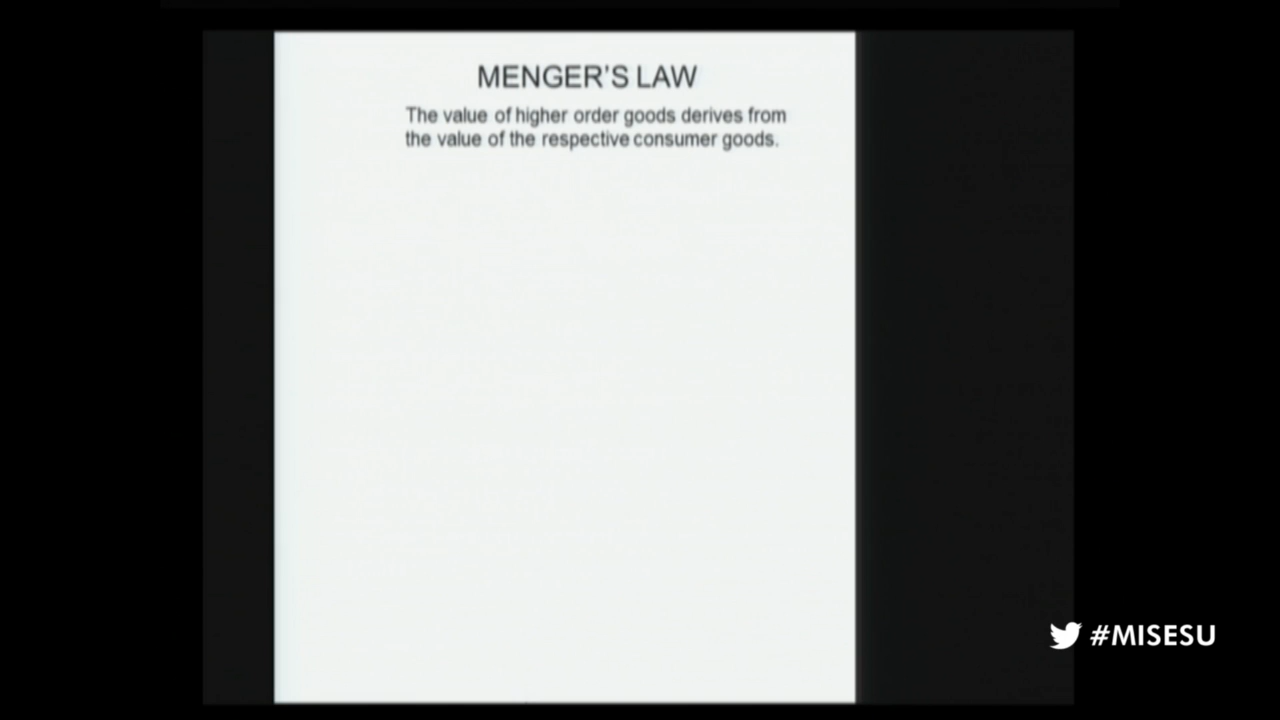 MENGER'S LAW
The value of higher order goods derives from
the value of the respective consumer goods.
#MISESU